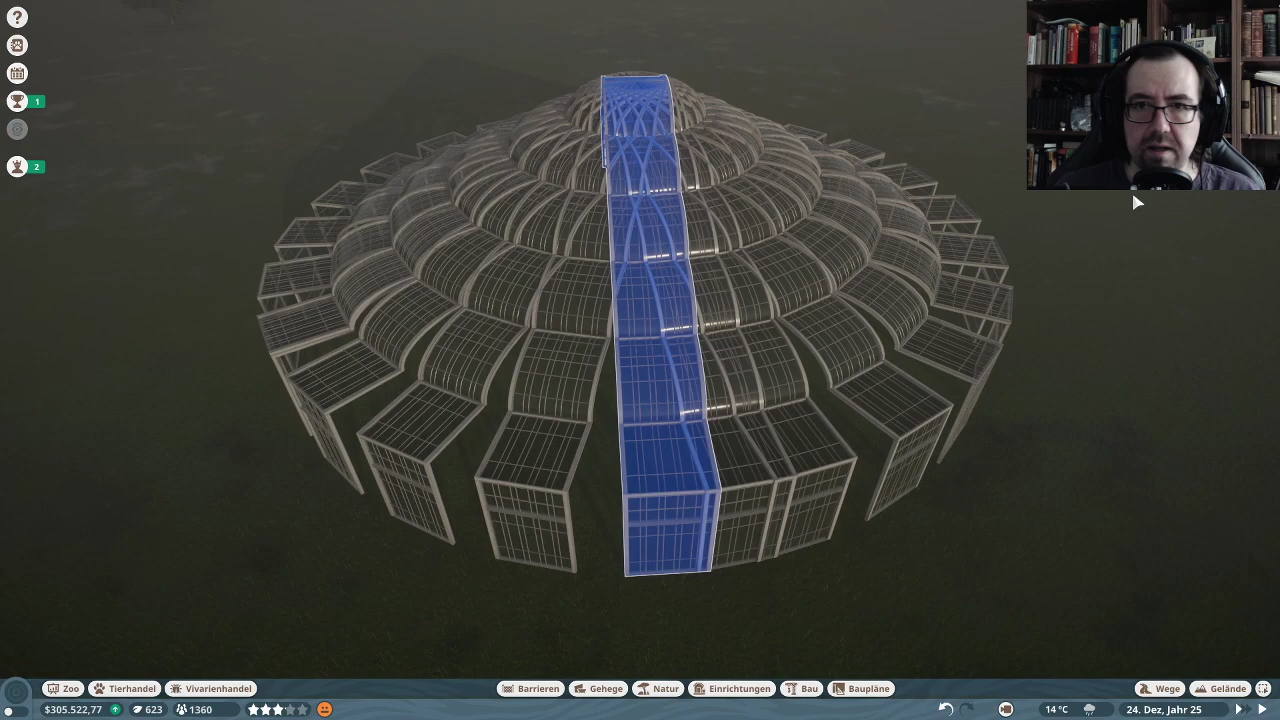 ?
1
2
Zoo
Tierhandel
Vivarienhandel
Barrieren
Gehege
Natur
Einrichtungen
Bau
Baupläne
Wege
Gelände
$305.522,77
623
1360
14 °C
24. Dez, Jahr 25